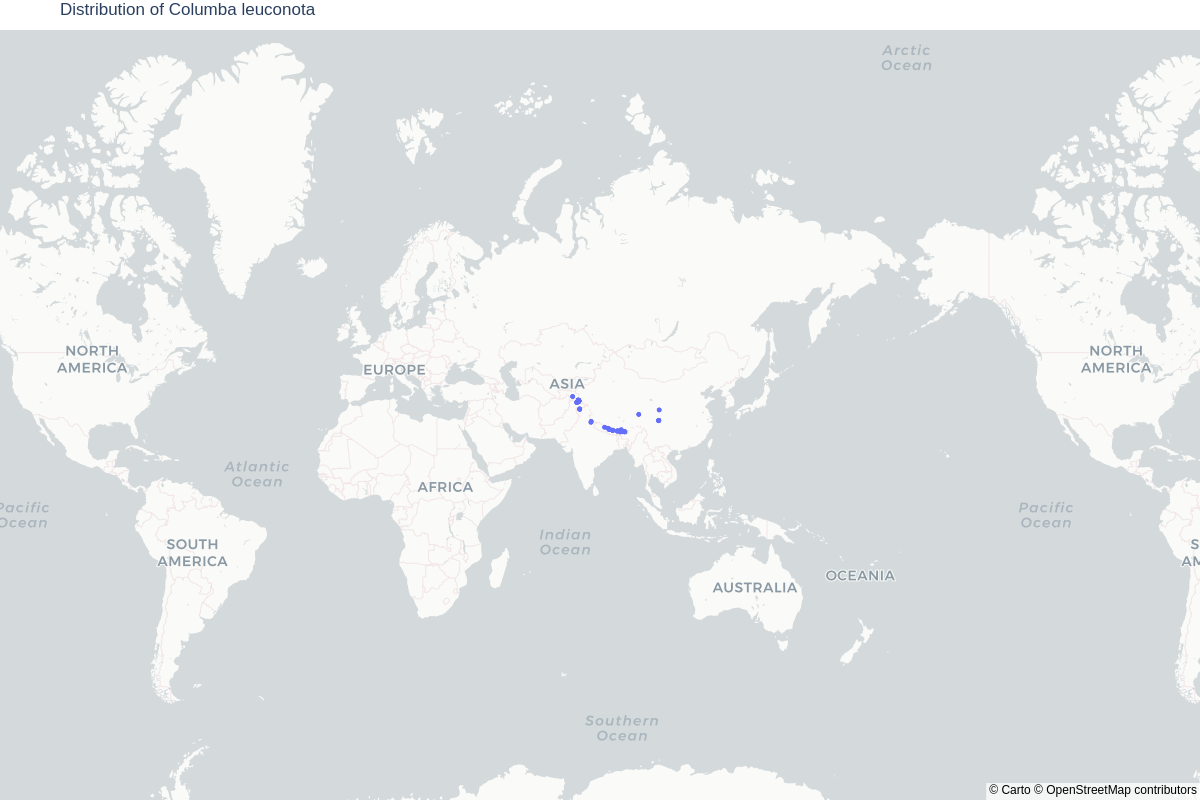 Distribution of Columba leuconota
Arctic
Ocean
NORTH
AMERICA
EUROPE
ASIA
NORTH
AMERICA
Atlantic
Ocean
AFRICA
Pacific
Ocean
Indian
Ocean
Pacific
Ocean
SOUTH
AMERICA
S
AM
AUSTRALIA
OCEANIA
Southern
Ocean
© Carto © OpenStreetMap contributors